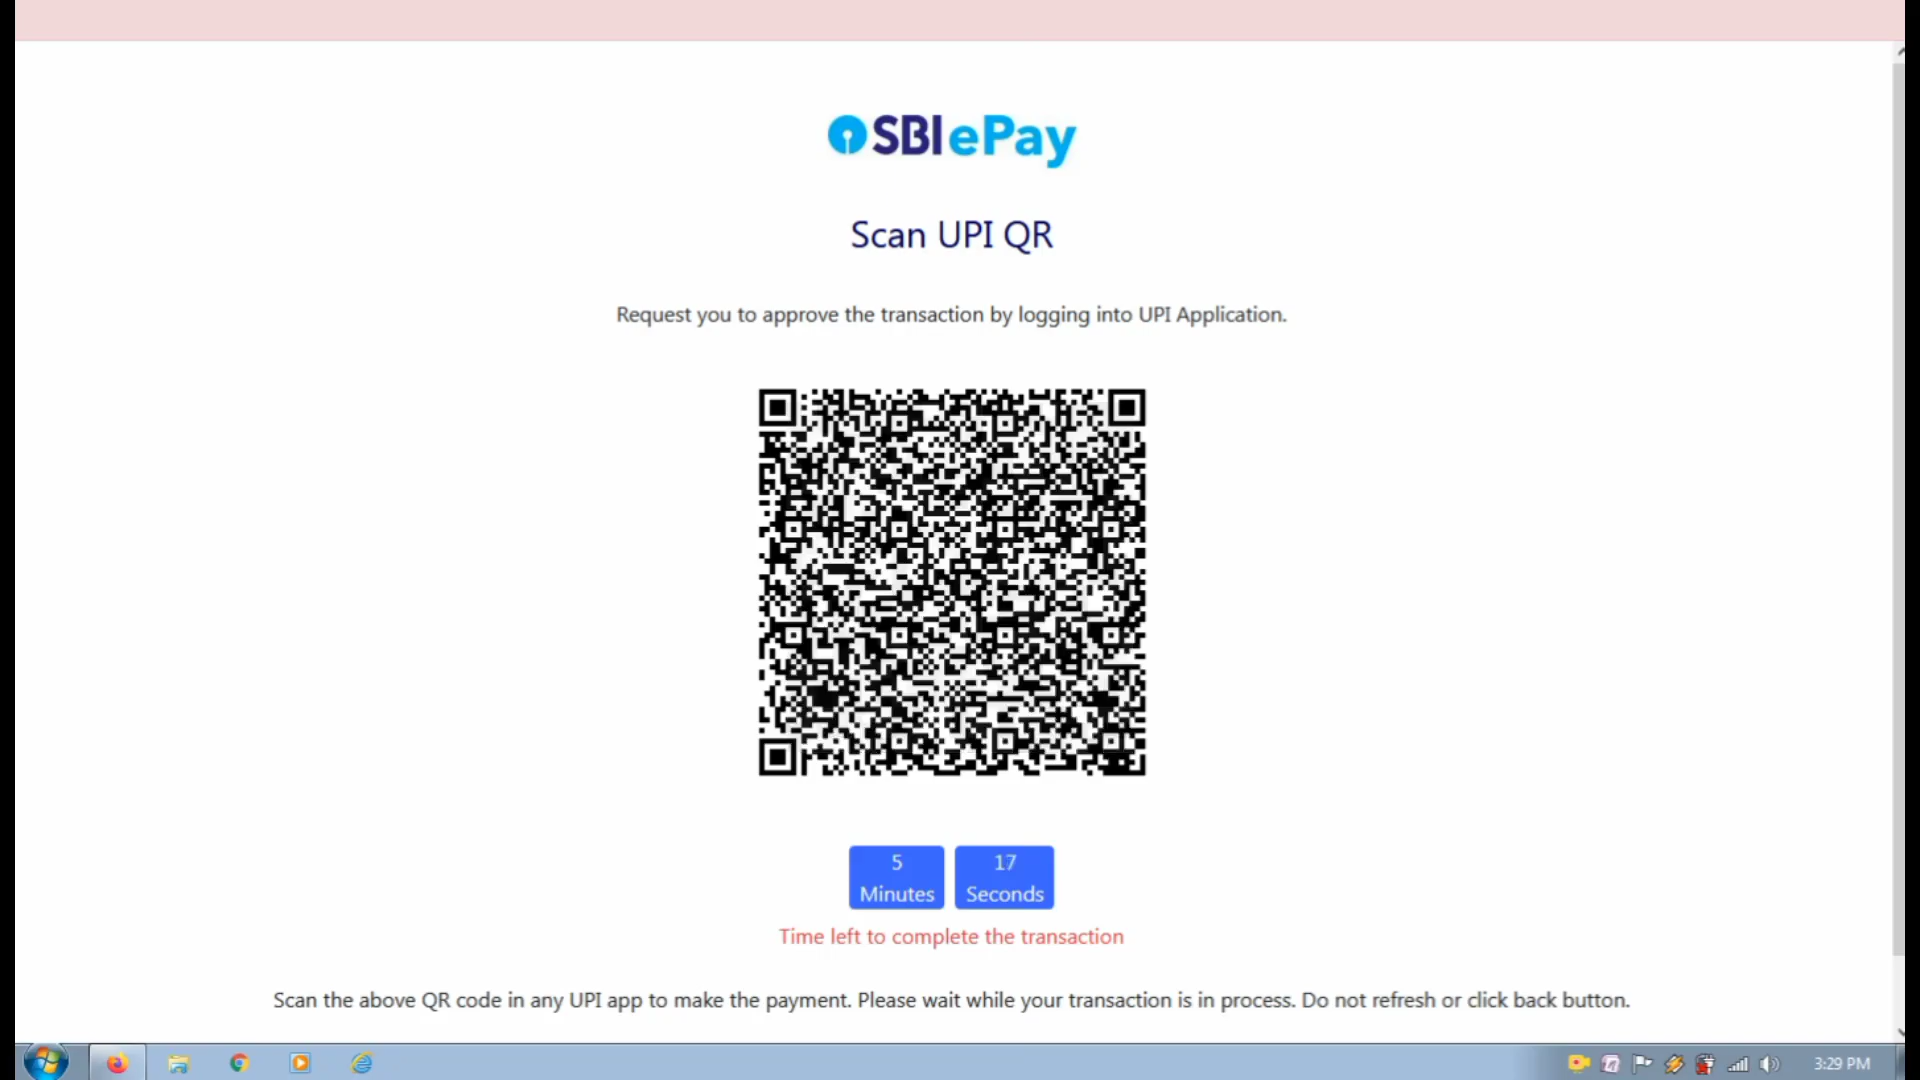 SBI ePay
Scan UPI QR
Request you to approve the transaction by logging into UPI Application.
5 Minutes
17 Seconds
Time left to complete the transaction
Scan the above QR code in any UPI app to make the payment. Please wait while your transaction is in process. Do not refresh or click back button.
3:29 PM